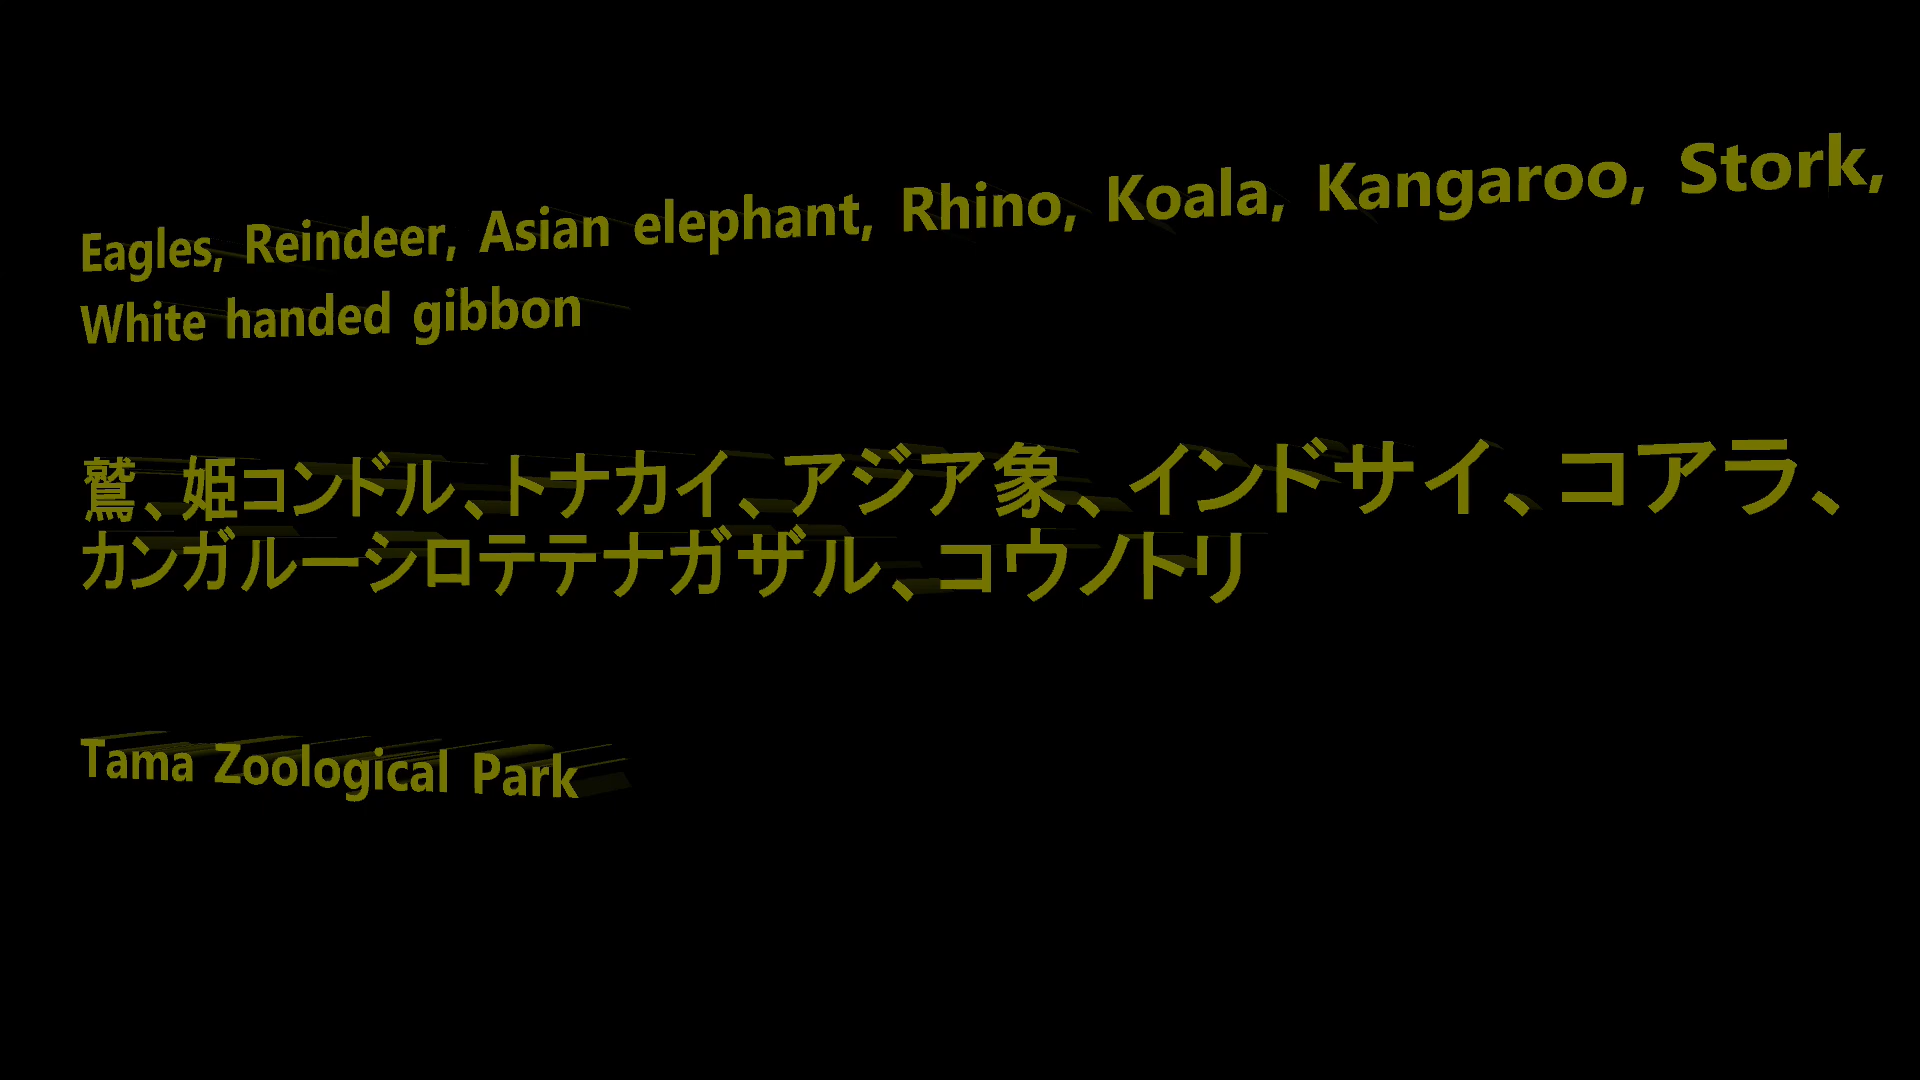 Eagles, Reindeer, Asian elephant, Rhino, Koala, Kangaroo, Stork,
White handed gibbon
鷲、姫コンドル、トナカイ、アジア象、インドサイ、コアラ、
カンガルーシロテテナガザル、コウノトリ
Tama Zoological Park